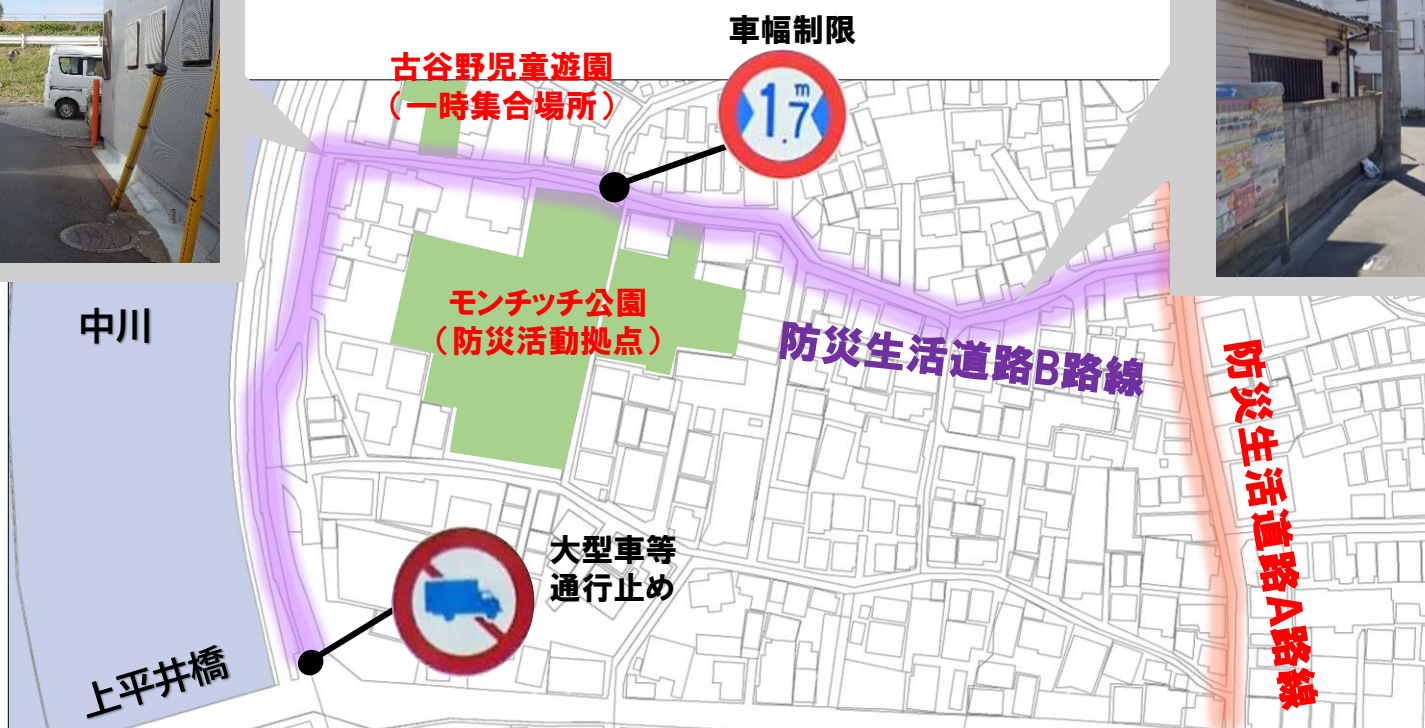 車幅制限
古谷野児童遊園
（一時集合場所）
1.7m
中川
モンチッチ公園
（防災活動拠点）
防災生活道路B路線
防災生活道路A路線
大型車等
通行止め
上平井橋